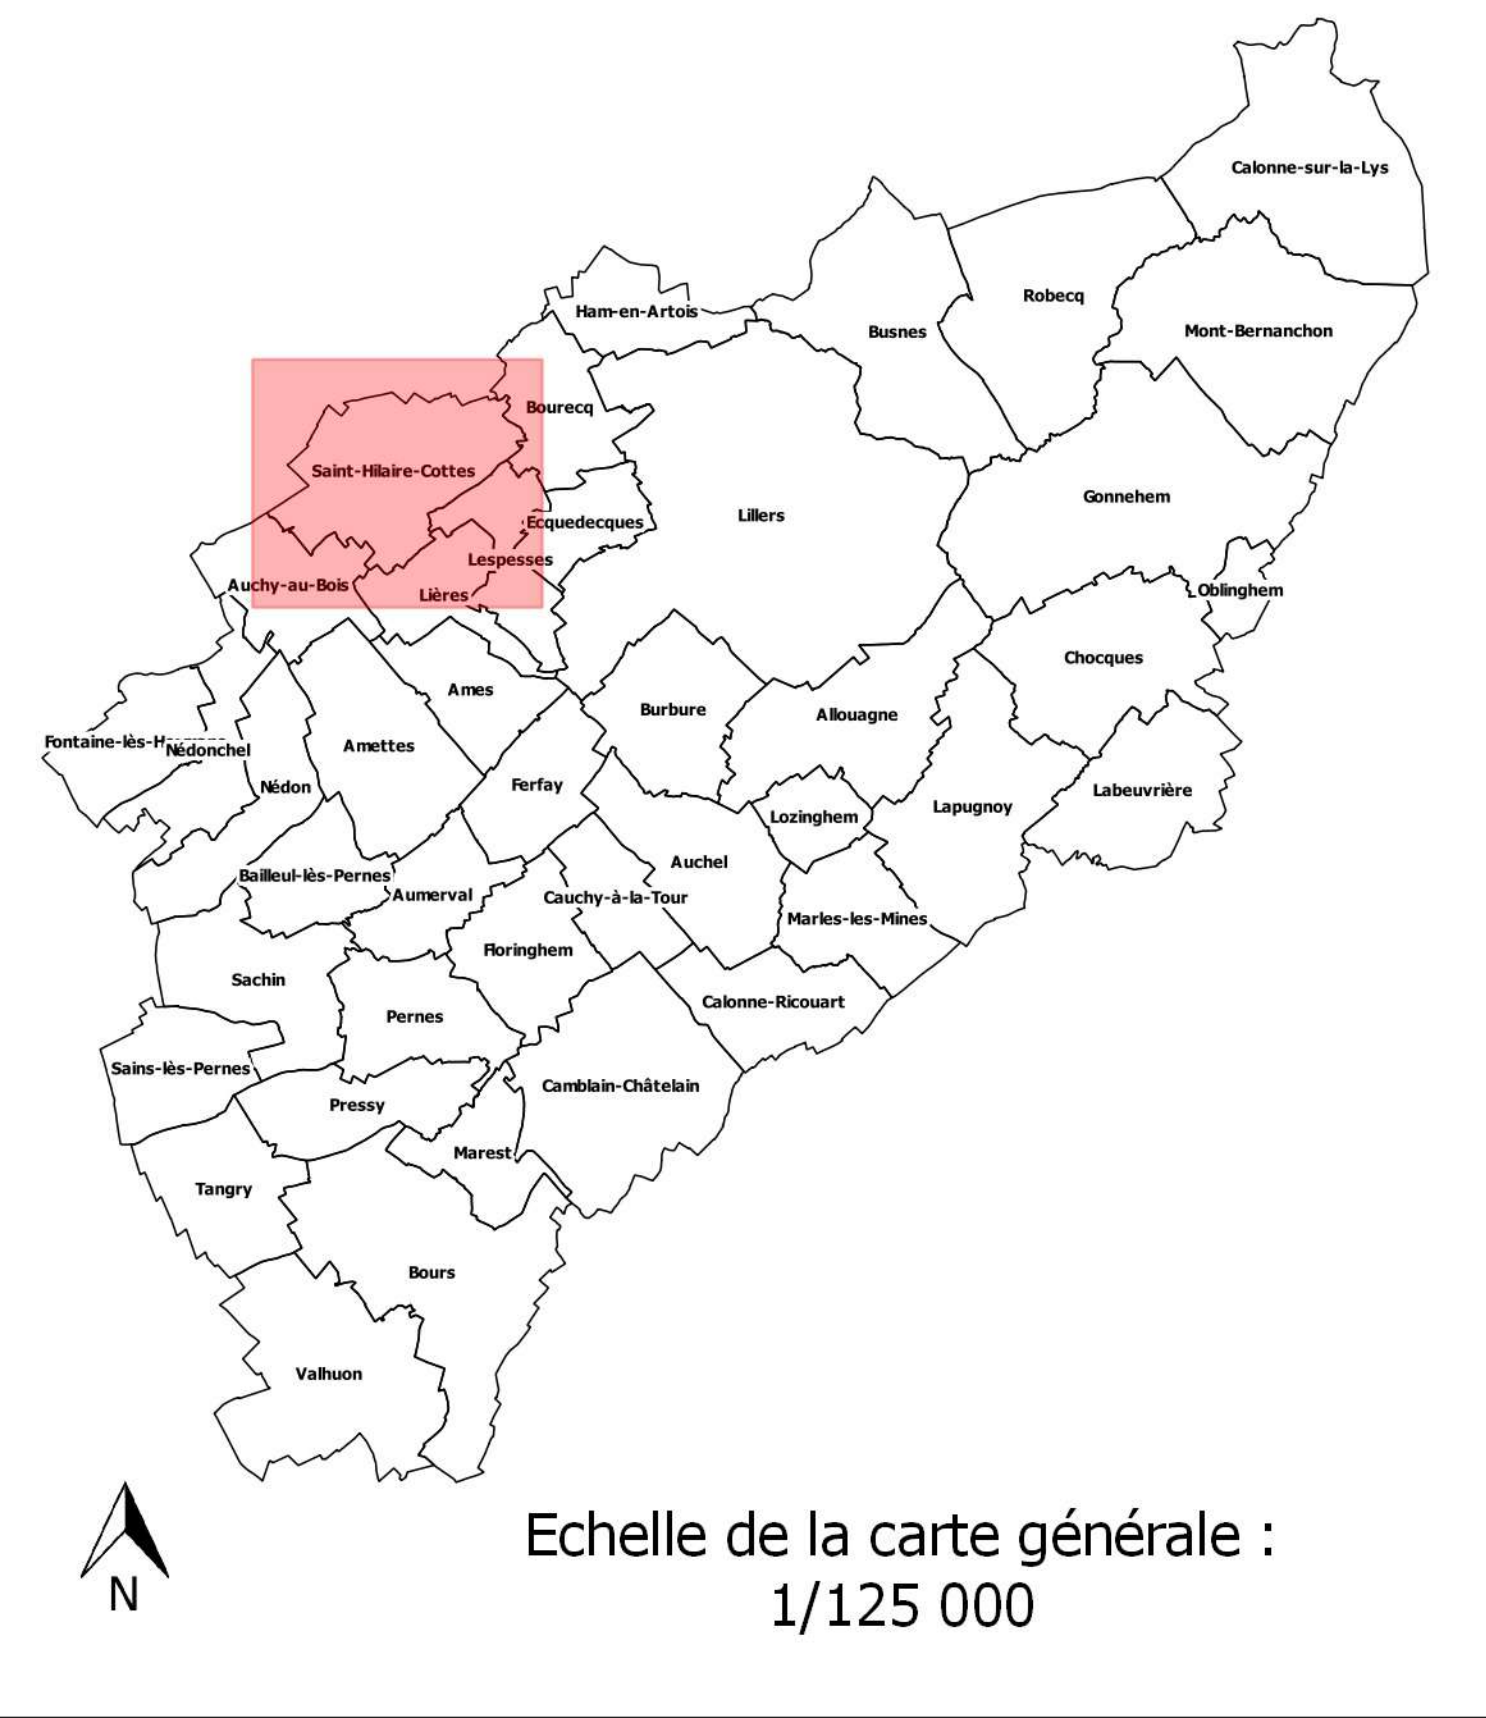 Calonne-sur-la-Lys
Robecq
Ham-en-Artois
Busnes
Mont-Bernanchon
Bourecq
Saint-Hilaire-Cottes
Gonnehem
Lillers
Ecquedecques
Lespesses
Auchy-au-Bois
Lières
Oblinghem
Chocques
Ames
Burbure
Allouagne
Fontaine-lès-H
Nédonchel
Amettes
Nédon
Ferfay
Labeuvrière
Lapugnoy
Lozinghem
Auchel
Bailleul-lès-Pernes
Aumerval
Cauchy-à-la-Tour
Marles-les-Mines
Floringhem
Sachin
Calonne-Ricouart
Pernes
Sains-lès-Pernes
Camblain-Châtelain
Pressy
Marest
Tangry
Bours
Valhuon
N
Echelle de la carte générale :
1/125 000